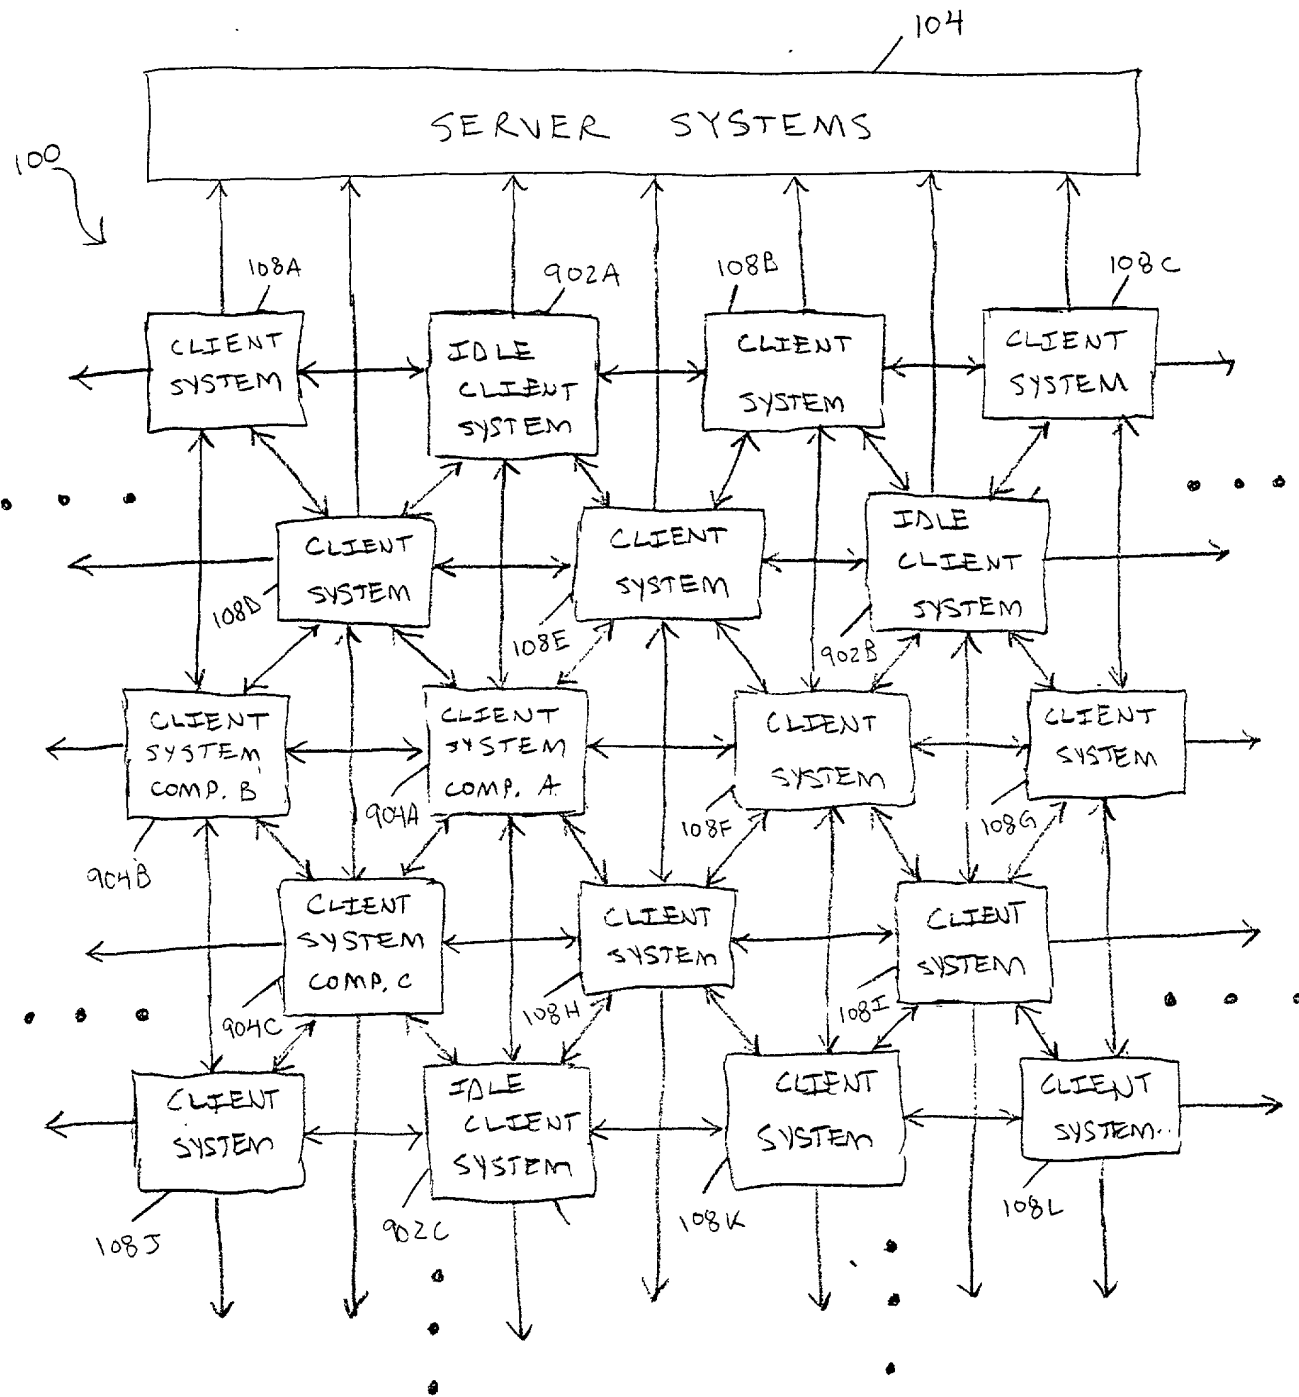 104
SERVER SYSTEMS
100
108A
902A
108B
108C
CLIENT
SYSTEM
IDLE
CLIENT
SYSTEM
CLIENT
SYSTEM
CLIENT
SYSTEM
CLIENT
SYSTEM
108D
CLIENT
SYSTEM
108E
IDLE
CLIENT
SYSTEM
902B
CLIENT
SYSTEM
COMP. B
904B
CLIENT
SYSTEM
COMP. A
904A
CLIENT
SYSTEM
108F
CLIENT
SYSTEM
108G
CLIENT
SYSTEM
COMP. C
904C
CLIENT
SYSTEM
108H
CLIENT
SYSTEM
108I
CLIENT
SYSTEM
108J
IDLE
CLIENT
SYSTEM
902C
CLIENT
SYSTEM
108K
CLIENT
SYSTEM
108L